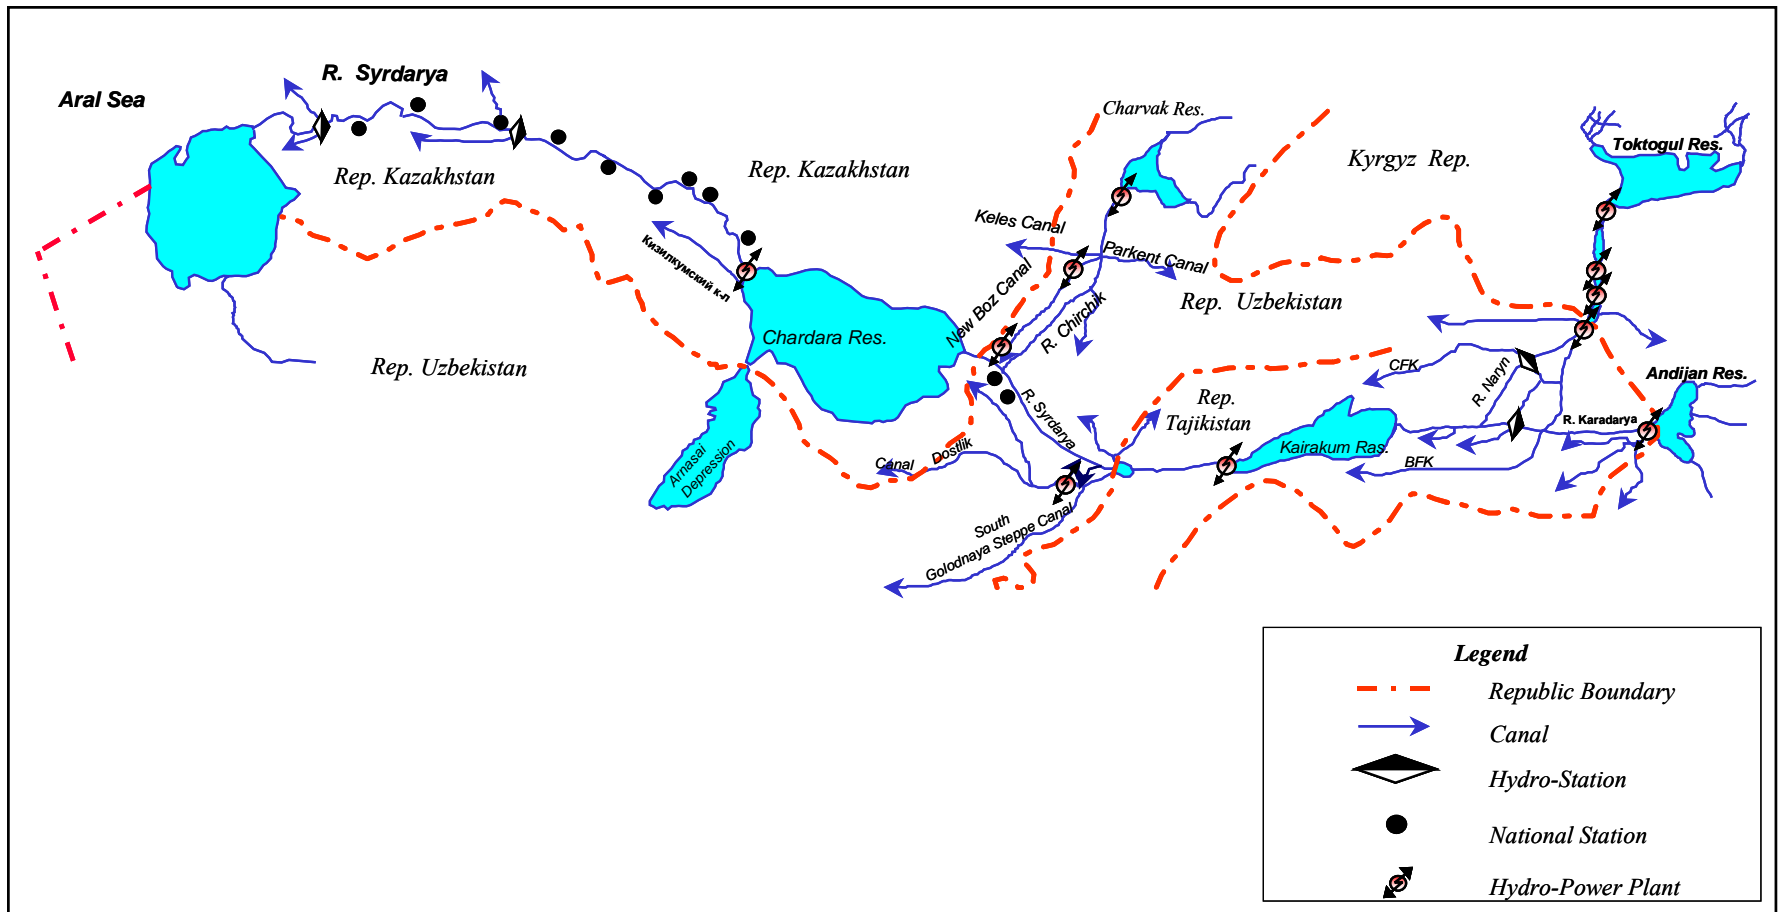 R. Syrdarya
Aral Sea
Charvak Res.
Toktogul Res.
Rep. Kazakhstan
Rep. Kazakhstan
Kyrgyz Rep.
Keles Canal
Parkent Canal
Кизилкумский к-л
New Boz Canal
R. Chirchik
Rep. Uzbekistan
Chardara Res.
Rep. Uzbekistan
CFK
R. Naryn
Andijan Res.
R. Syrdarya
Rep.
Tajikistan
R. Karadarya
Kairakum Ras.
BFK
Arnasai
Depression
Canal Dostlik
South
Golodnaya Steppe Canal
Legend
Republic Boundary
Canal
Hydro-Station
National Station
Hydro-Power Plant